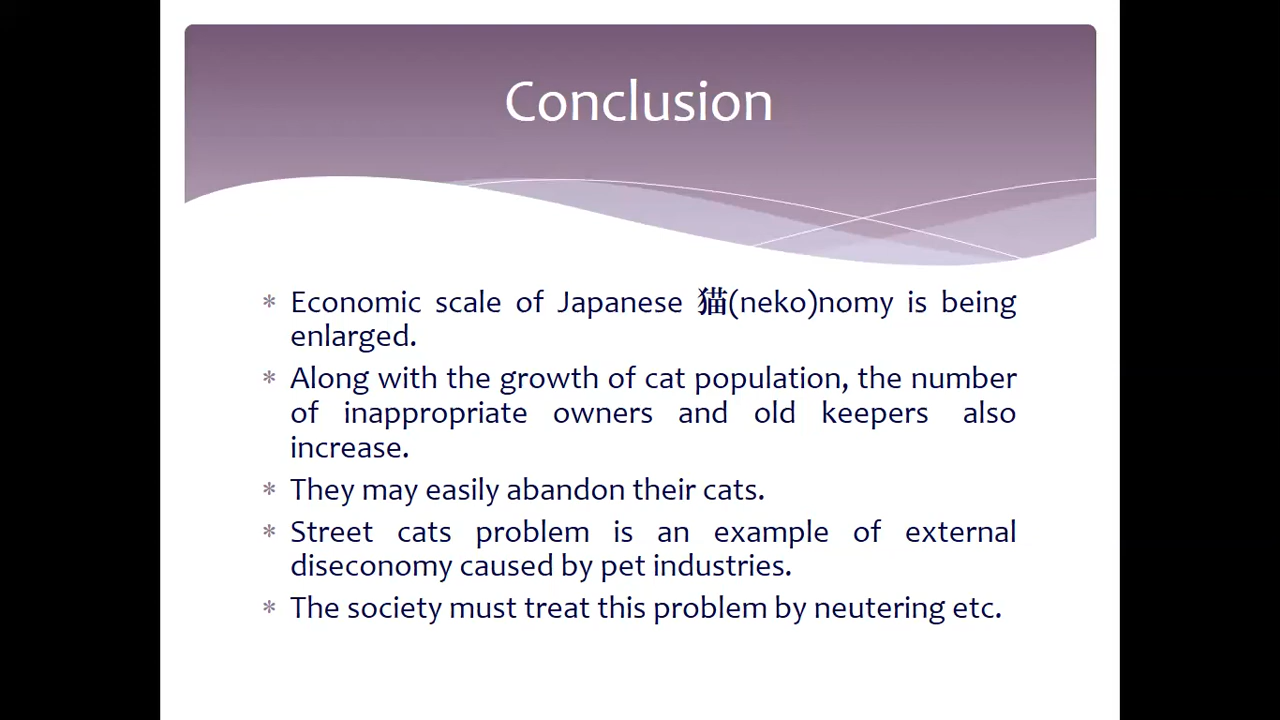 Conclusion
* Economic scale of Japanese 猫(neko)nomy is being
enlarged.
* Along with the growth of cat population, the number
of inappropriate owners and old keepers also
increase.
* They may easily abandon their cats.
* Street cats problem is an example of external
diseconomy caused by pet industries.
* The society must treat this problem by neutering etc.